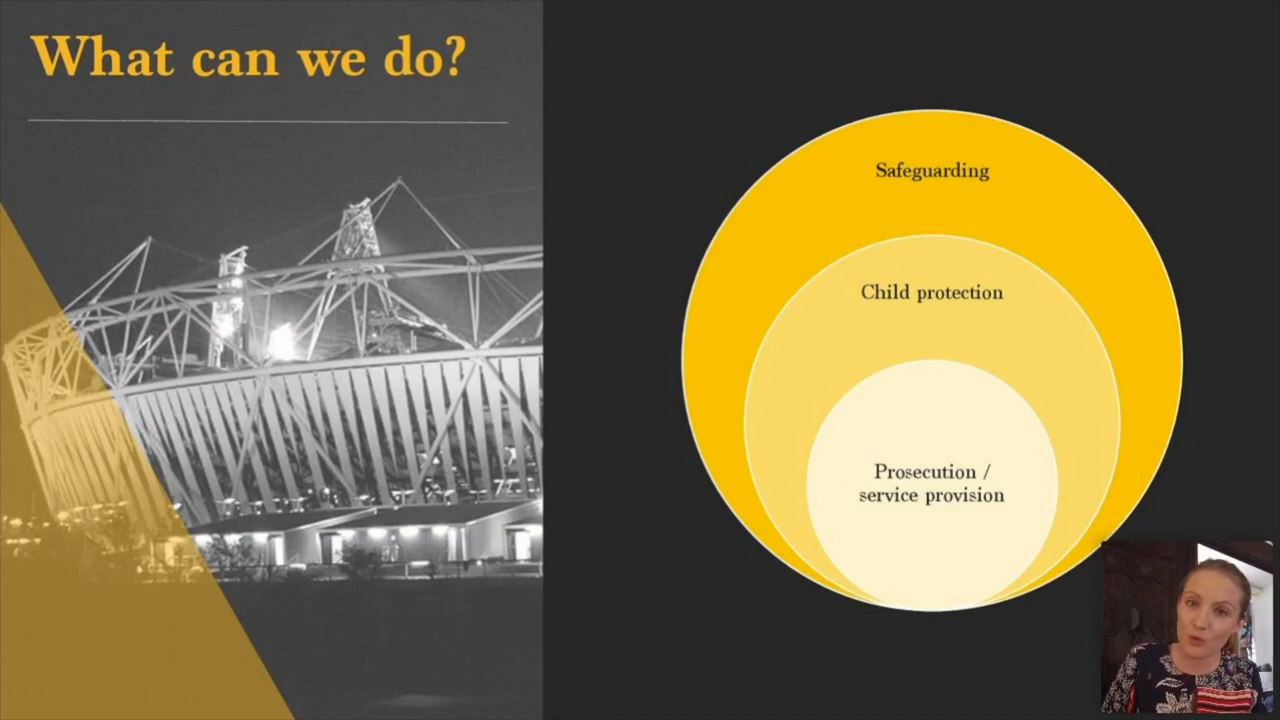 What can we do?
Safeguarding
Child protection
Prosecution /
service provision